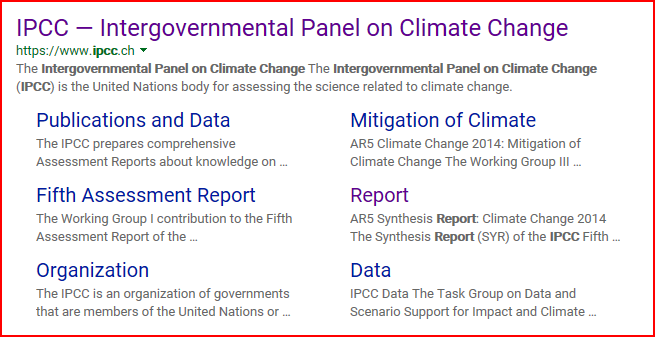 IPCC — Intergovernmental Panel on Climate Change
https://www.ipcc.ch
The Intergovernmental Panel on Climate Change The Intergovernmental Panel on Climate Change
(IPCC) is the United Nations body for assessing the science related to climate change.
Publications and Data
The IPCC prepares comprehensive
Assessment Reports about knowledge on ...
Mitigation of Climate
AR5 Climate Change 2014: Mitigation of
Climate Change The Working Group III ...
Fifth Assessment Report
The Working Group I contribution to the Fifth
Assessment Report of the ...
Report
AR5 Synthesis Report: Climate Change 2014
The Synthesis Report (SYR) of the IPCC Fifth ...
Organization
The IPCC is an organization of governments
that are members of the United Nations or ...
Data
IPCC Data The Task Group on Data and
Scenario Support for Impact and Climate ...